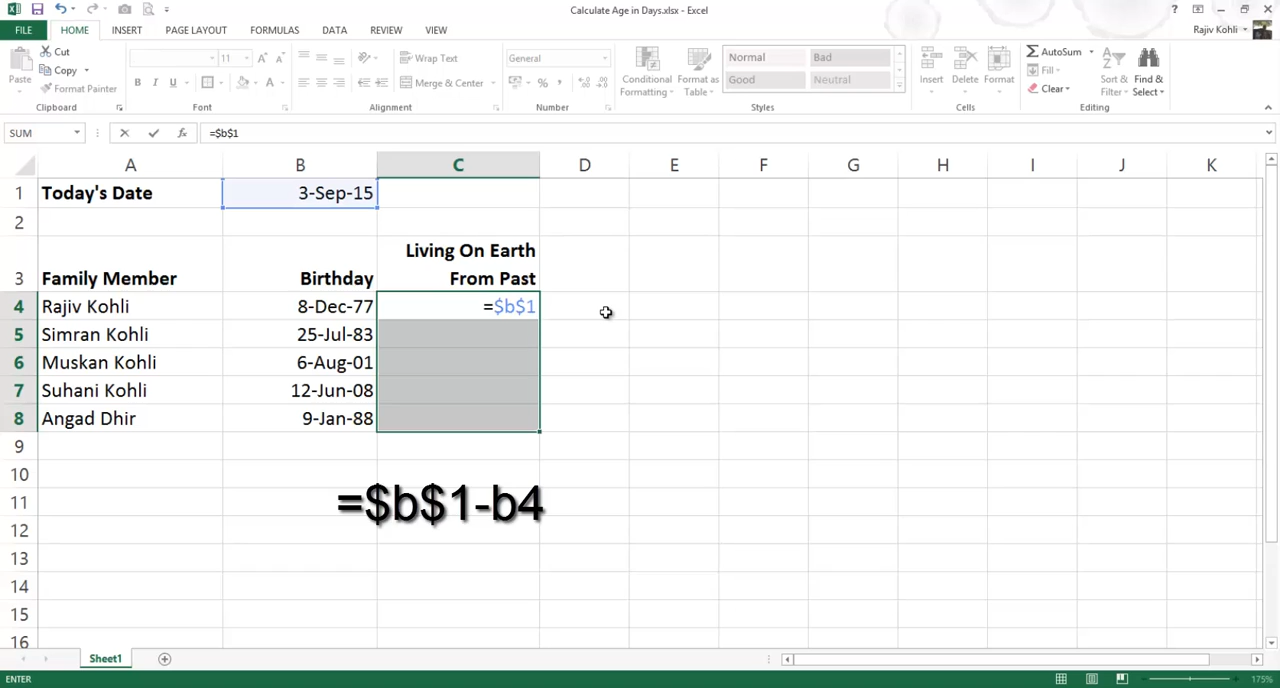 Calculate Age in Days.xlsx - Excel
FILE HOME INSERT PAGE LAYOUT FORMULAS DATA REVIEW VIEW Rajiv Kohli
Paste Cut Copy Format Painter
Clipboard
11
B I U A
Font
Wrap Text
Merge & Center
Alignment
General
%
Number
Conditional Formatting
Format as Table
Normal Bad
Good Neutral
Styles
Insert Delete Format
Cells
AutoSum
Fill
Clear
Sort & Filter
Find & Select
Editing
SUM =$b$1
A B C D E F G H I J K
1 Today's Date 3-Sep-15
2
Living On Earth
3 Family Member Birthday From Past
4 Rajiv Kohli 8-Dec-77 =$b$1
5 Simran Kohli 25-Jul-83
6 Muskan Kohli 6-Aug-01
7 Suhani Kohli 12-Jun-08
8 Angad Dhir 9-Jan-88
9
10
11 =$b$1-b4
12
13
14
15
16
Sheet1
ENTER 175%